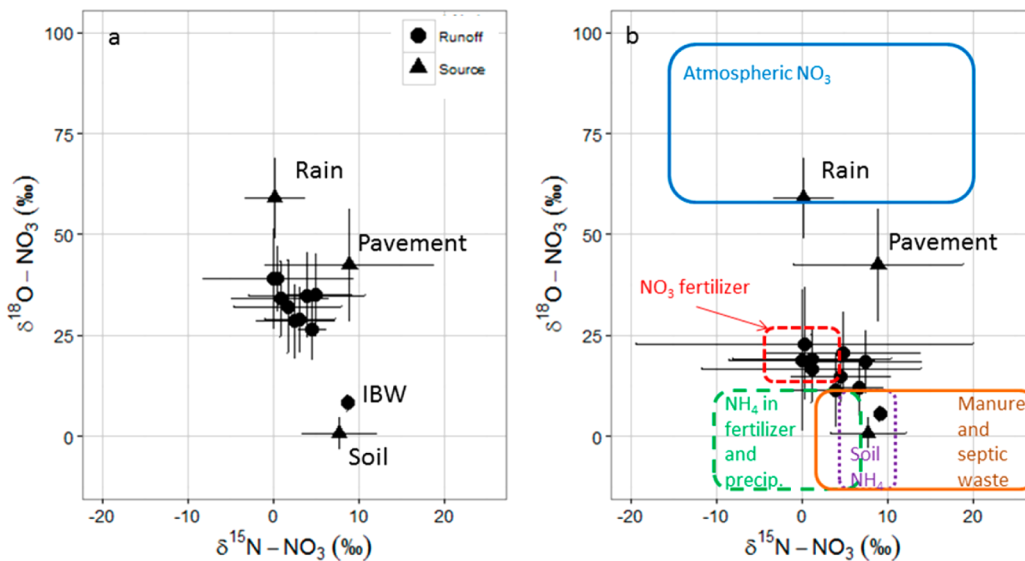 a
Runoff
Source
100
75
50
25
0
δ18O – NO3 (‰)
Rain
Pavement
IBW
Soil
-20
-10
0
10
20
δ15N – NO3 (‰)
b
100
75
50
25
0
δ18O – NO3 (‰)
Atmospheric NO3
Rain
Pavement
NO3 fertilizer
NH4 in
fertilizer
and
precip.
Soil
NH4
Manure
and
septic
waste
-20
-10
0
10
20
δ15N – NO3 (‰)